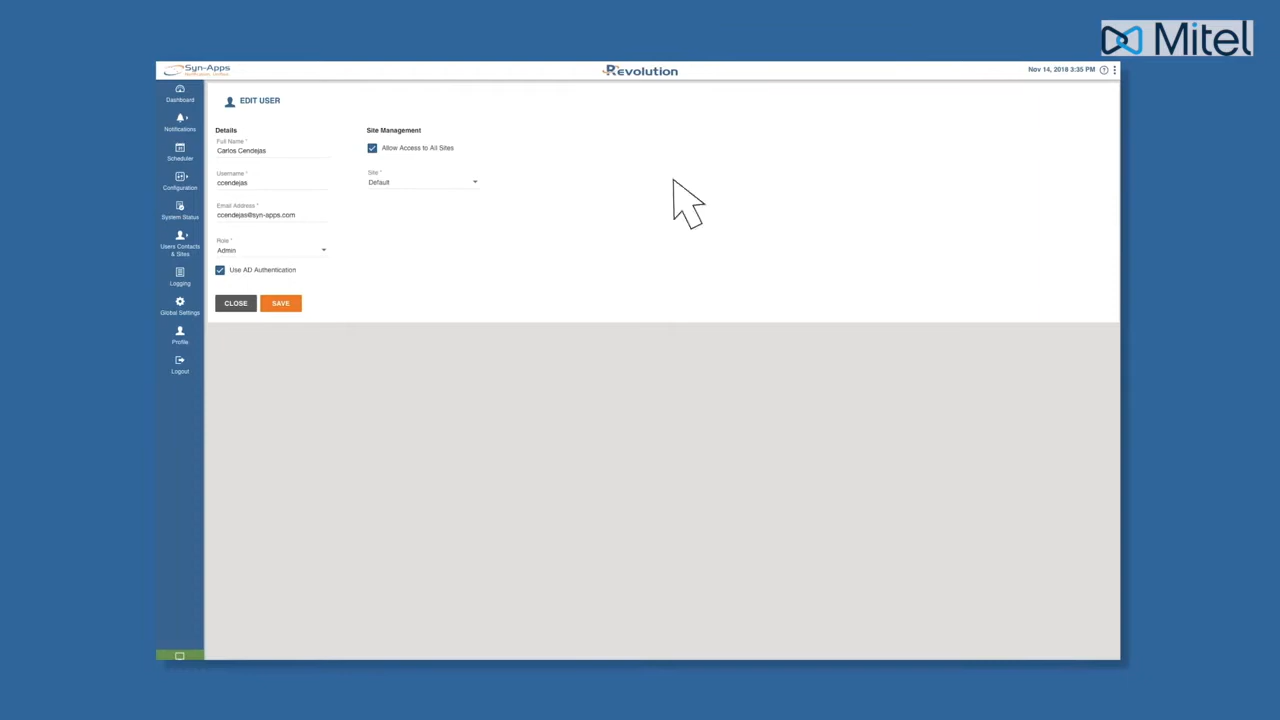 Mitel
Syn-Apps
Revolution
Nov 14, 2018 3:35 PM
Dashboard
Notifications
Scheduler
Configuration
System Status
Users Contacts
& Sites
Logging
Global Settings
Profile
Logout
EDIT USER
Details
Full Name *
Carlos Cendejas
Username *
ccendejas
Email Address *
ccendejas@syn-apps.com
Role *
Admin
Use AD Authentication
CLOSE SAVE
Site Management
Allow Access to All Sites
Site *
Default